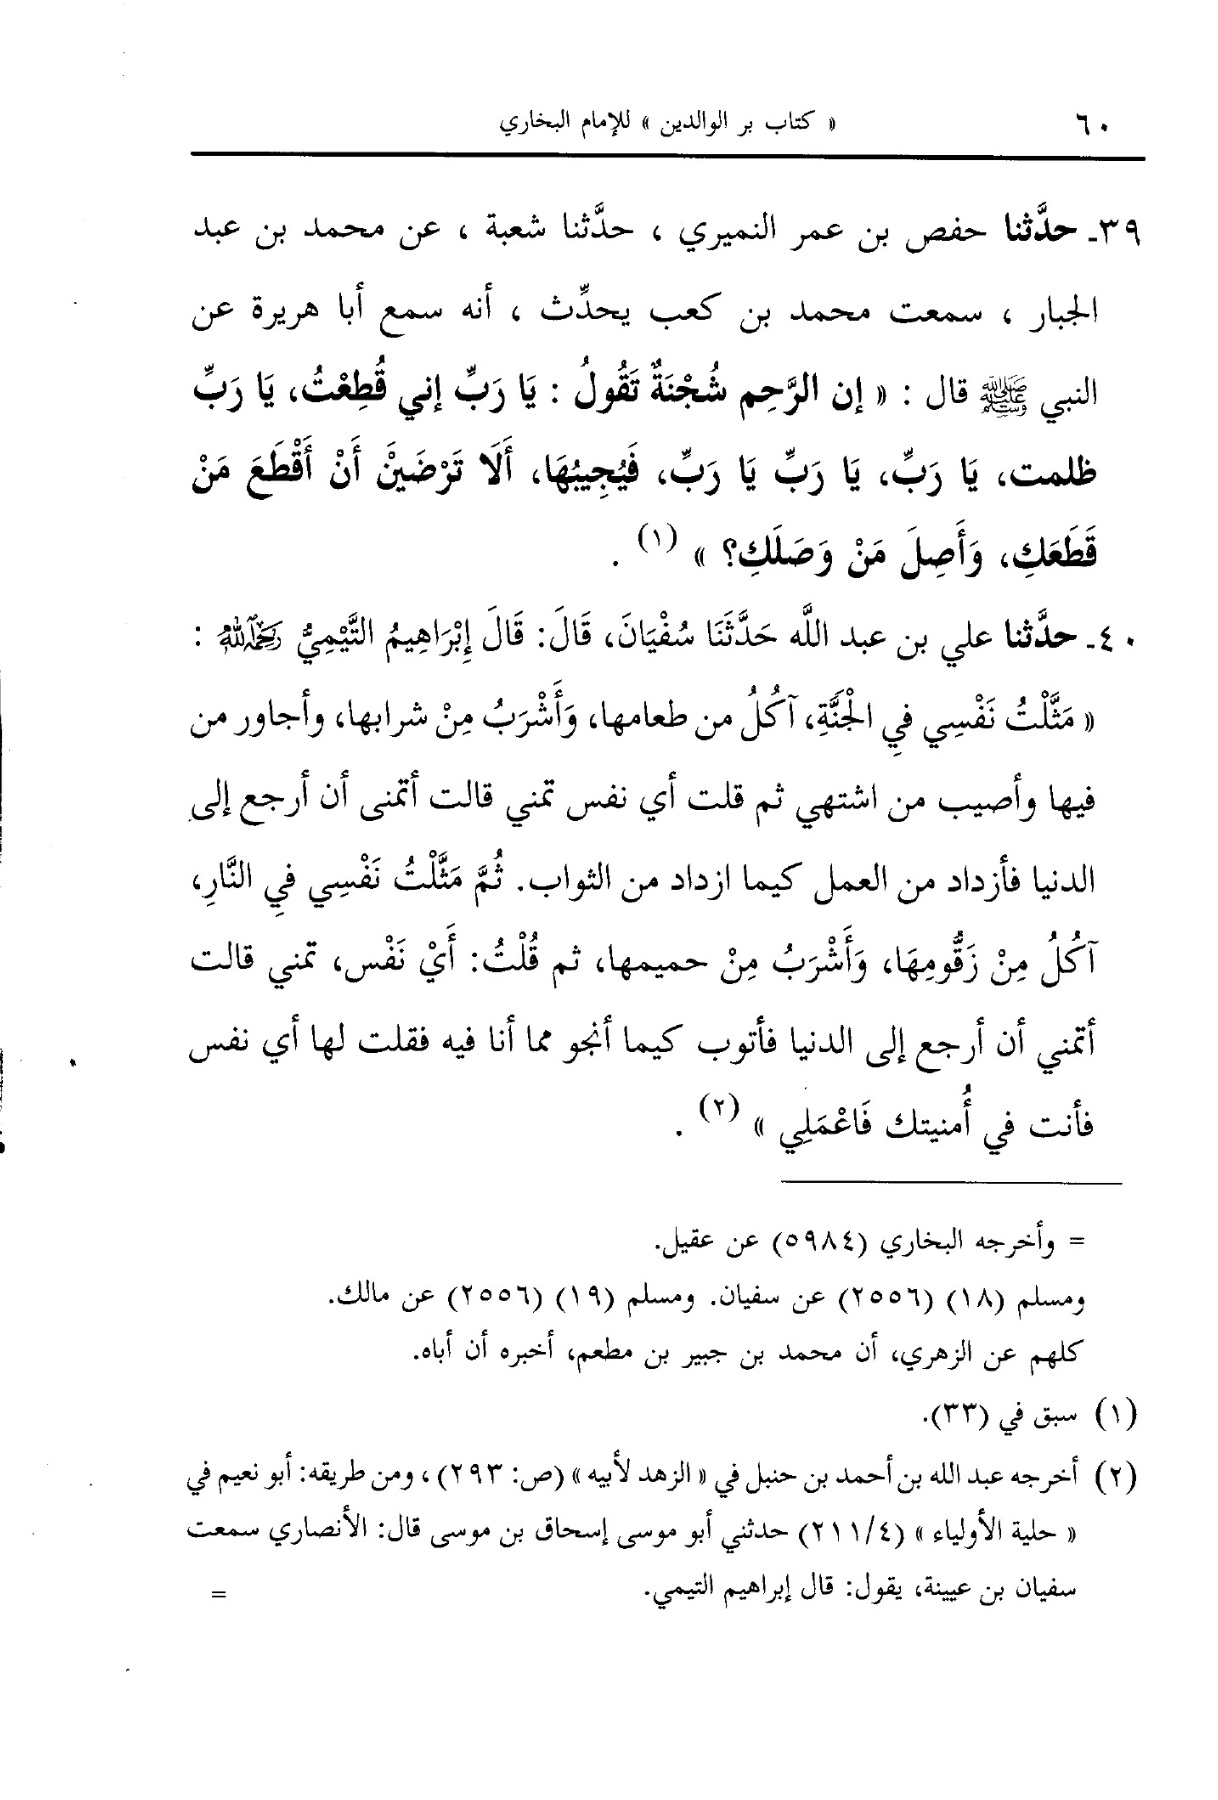 ٦٠
« كتاب بر الوالدين » للإمام البخاري
٣٩ـ حدَّثنا حفص بن عمر النميري ، حدَّثنا شعبة ، عن محمد بن عبد
الجبار ، سمعت محمد بن كعب يحدِّث ، أنه سمع أبا هريرة عن
النبي ﷺ قال : « إن الرَّحِم شُجْنَةٌ تَقُولُ : يَا رَبِّ إني قُطِعْتُ، يَا رَبِّ
ظلمت، يَا رَبِّ، يَا رَبِّ يَا رَبِّ، فَيُجِيبُهَا، أَلَا تَرْضَيْنَ أَنْ أَقْطَعَ مَنْ
قَطَعَكِ، وَأَصِلَ مَنْ وَصَلَكِ؟ » (١) .
٤٠ـ حدَّثنا علي بن عبد اللَّه حَدَّثَنَا سُفْيَانَ، قَالَ: قَالَ إِبْرَاهِيمُ التَّيْمِيُّ رَحِمَهُ اللهُ :
« مَثَّلْتُ نَفْسِي فِي الْجَنَّةِ، آكُلُ من طعامها، وَأَشْرَبُ مِنْ شرابها، وأجاور من
فيها وأصيب من اشتهي ثم قلت أي نفس تمني قالت أتمنى أن أرجع إلى
الدنيا فأزداد من العمل كيما ازداد من الثواب. ثُمَّ مَثَّلْتُ نَفْسِي فِي النَّارِ،
آكُلُ مِنْ زَقُّومِهَا، وَأَشْرَبُ مِنْ حميمها، ثم قُلْتُ: أَيْ نَفْس، تمني قالت
أتمني أن أرجع إلى الدنيا فأتوب كيما أنجو مما أنا فيه فقلت لها أي نفس
فأنت في أُمنيتك فَاعْمَلِي » (٢) .
= وأخرجه البخاري (٥٩٨٤) عن عقيل.
ومسلم (١٨) (٢٥٥٦) عن سفيان. ومسلم (١٩) (٢٥٥٦) عن مالك.
كلهم عن الزهري، أن محمد بن جبير بن مطعم، أخبره أن أباه.
(١) سبق في (٣٣).
(٢) أخرجه عبد الله بن أحمد بن حنبل في « الزهد لأبيه » (ص: ٢٩٣)، ومن طريقه: أبو نعيم في
« حلية الأولياء » (٢١١/٤) حدثني أبو موسى إسحاق بن موسى قال: الأنصاري سمعت
سفيان بن عيينة، يقول: قال إبراهيم التيمي. =